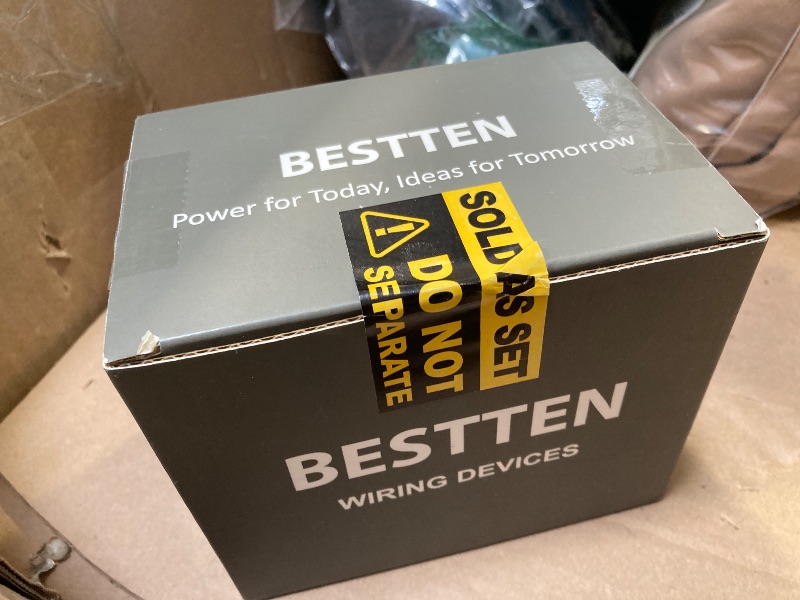 BESTTEN
Power for Today, Ideas for Tomorrow
SOLD AS SET
DO NOT
SEPARATE
BESTTEN
WIRING DEVICES